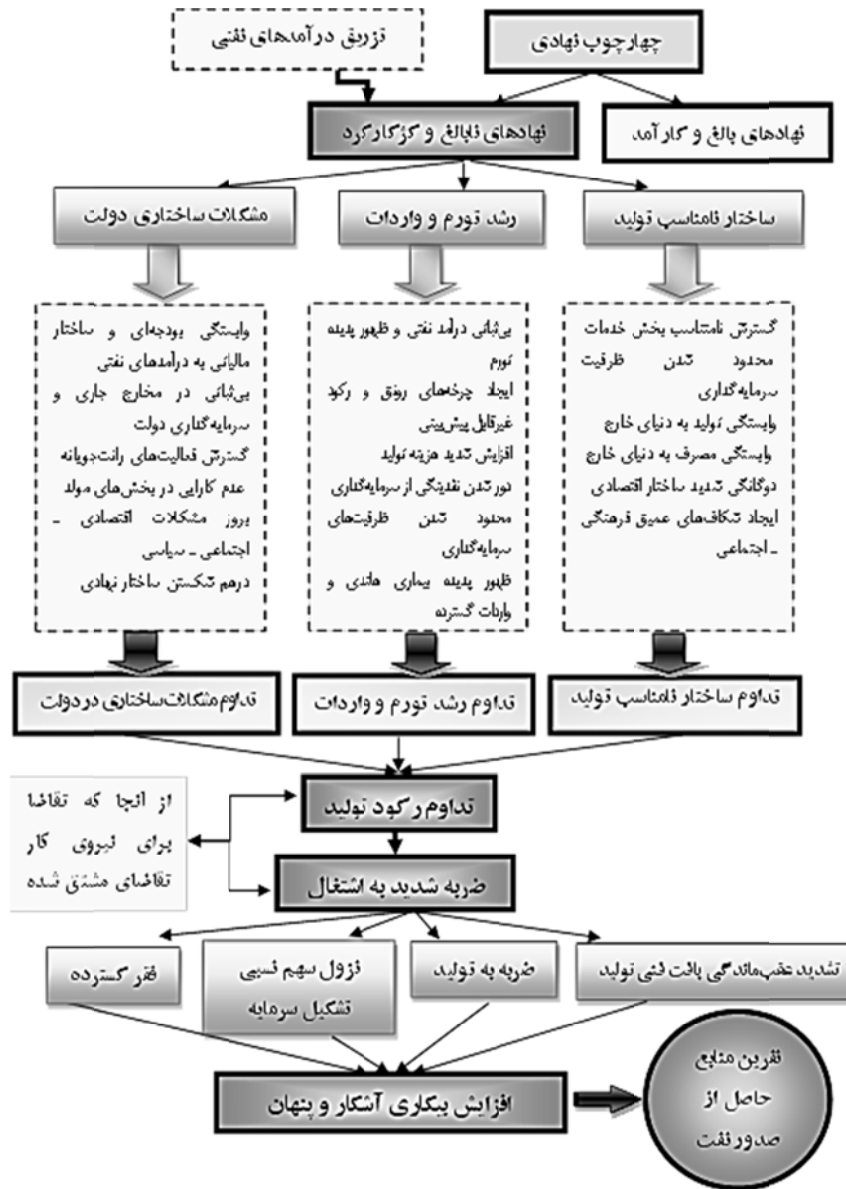 تزریق درآمدهای نفتی
چهارچوب نهادی
نهادهای نابالغ و کژکارکرد
نهادهای بالغ و کارآمد
مشکلات ساختاری دولت
رشد تورم و واردات
ساختار نامناسب تولید
وابستگی بودجه‌ای و ساختار
مالیاتی به درآمدهای نفتی
بی‌ثباتی در مخارج جاری و
سرمایه‌گذاری دولت
گسترش فعالیت‌های رانت‌جویانه
عدم کارایی در بخش‌های مولد
بروز مشکلات اقتصادی ـ
اجتماعی ـ سیاسی
درهم شکستن ساختار نهادی
بی‌ثباتی درآمد نفتی و ظهور پدیده
تورم
ایجاد چرخه‌های رونق و رکود
غیرقابل پیش‌بینی
افزایش شدید هزینه تولید
دور شدن نقدینگی از سرمایه‌گذاری
محدود شدن ظرفیت‌های
سرمایه‌گذاری
ظهور پدیده بیماری هلندی و
واردات گسترده
گسترش نامتناسب بخش خدمات
محدود شدن ظرفیت
سرمایه‌گذاری
وابستگی تولید به دنیای خارج
وابستگی مصرف به دنیای خارج
دوگانگی شدید ساختار اقتصادی
ایجاد شکاف‌های عمیق فرهنگی
ـ اجتماعی
تداوم مشکلات ساختاری در دولت
تداوم رشد تورم و واردات
تداوم ساختار نامناسب تولید
تداوم رکود تولید
از آنجا که تقاضا
برای نیروی کار
تقاضای مشتق شده
ضربه شدید به اشتغال
فقر گسترده
نزول سهم نسبی
تشکیل سرمایه
ضربه به تولید
تشدید عقب‌ماندگی بافت فنی تولید
افزایش بیکاری آشکار و پنهان
نفرین منابع
حاصل از
صدور نفت